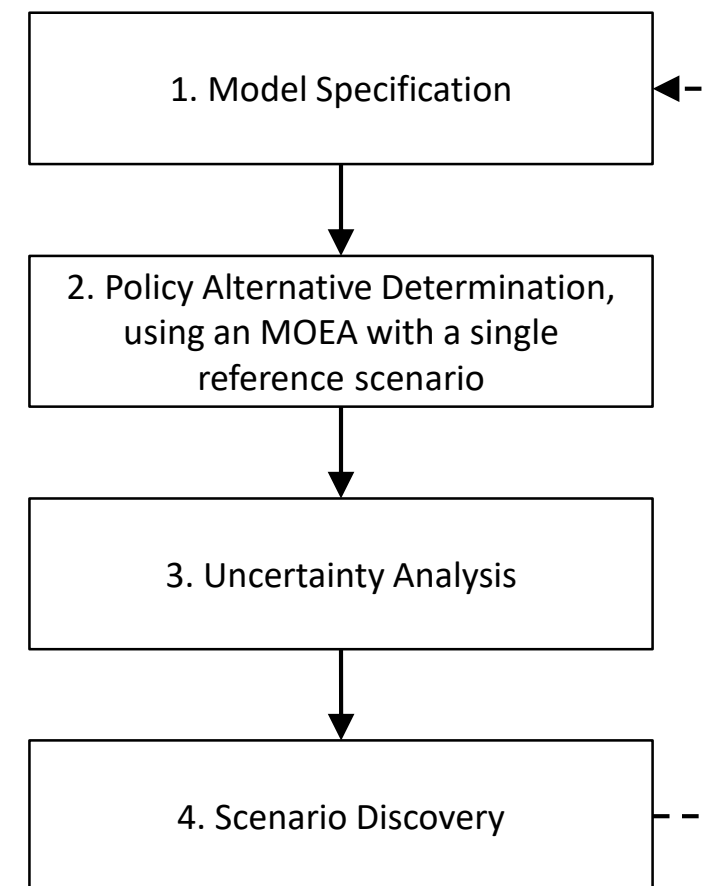 1. Model Specification
2. Policy Alternative Determination,
using an MOEA with a single
reference scenario
3. Uncertainty Analysis
4. Scenario Discovery